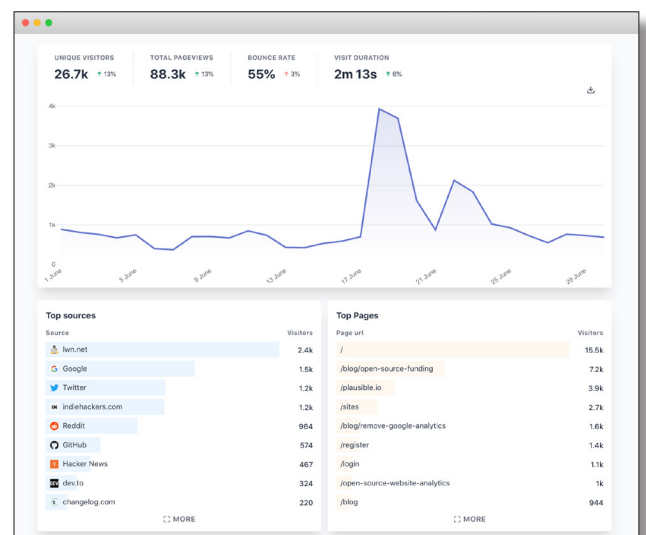 UNIQUE VISITORS TOTAL PAGEVIEWS BOUNCE RATE VISIT DURATION
26.7k ↑ 13% 88.3k ↑ 13% 55% ↑ 3% 2m 13s ↑ 6%
4k
3k
2k
1k
0
1 June 5 June 9 June 13 June 17 June 21 June 25 June 29 June
Top sources
Source Visitors
lwn.net 2.4k
Google 1.5k
Twitter 1.2k
IH indiehackers.com 1.2k
Reddit 964
GitHub 574
Y Hacker News 467
DEV dev.to 324
changelog.com 220
MORE
Top Pages
Page url Visitors
/ 15.5k
/blog/open-source-funding 7.2k
/plausible.io 3.9k
/sites 2.7k
/blog/remove-google-analytics 1.6k
/register 1.4k
/login 1.1k
/open-source-website-analytics 1k
/blog 944
MORE